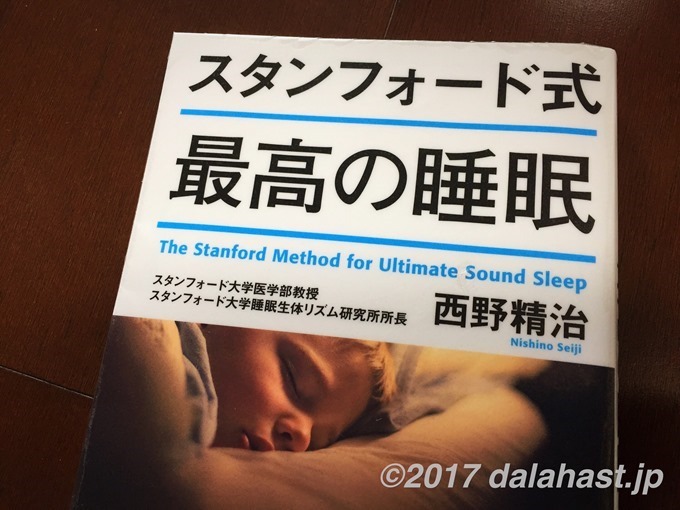 スタンフォード式
最高の睡眠
The Stanford Method for Ultimate Sound Sleep
スタンフォード大学医学部教授
スタンフォード大学睡眠生体リズム研究所所長
西野精治
Nishino Seiji
©2017 dalahast.jp